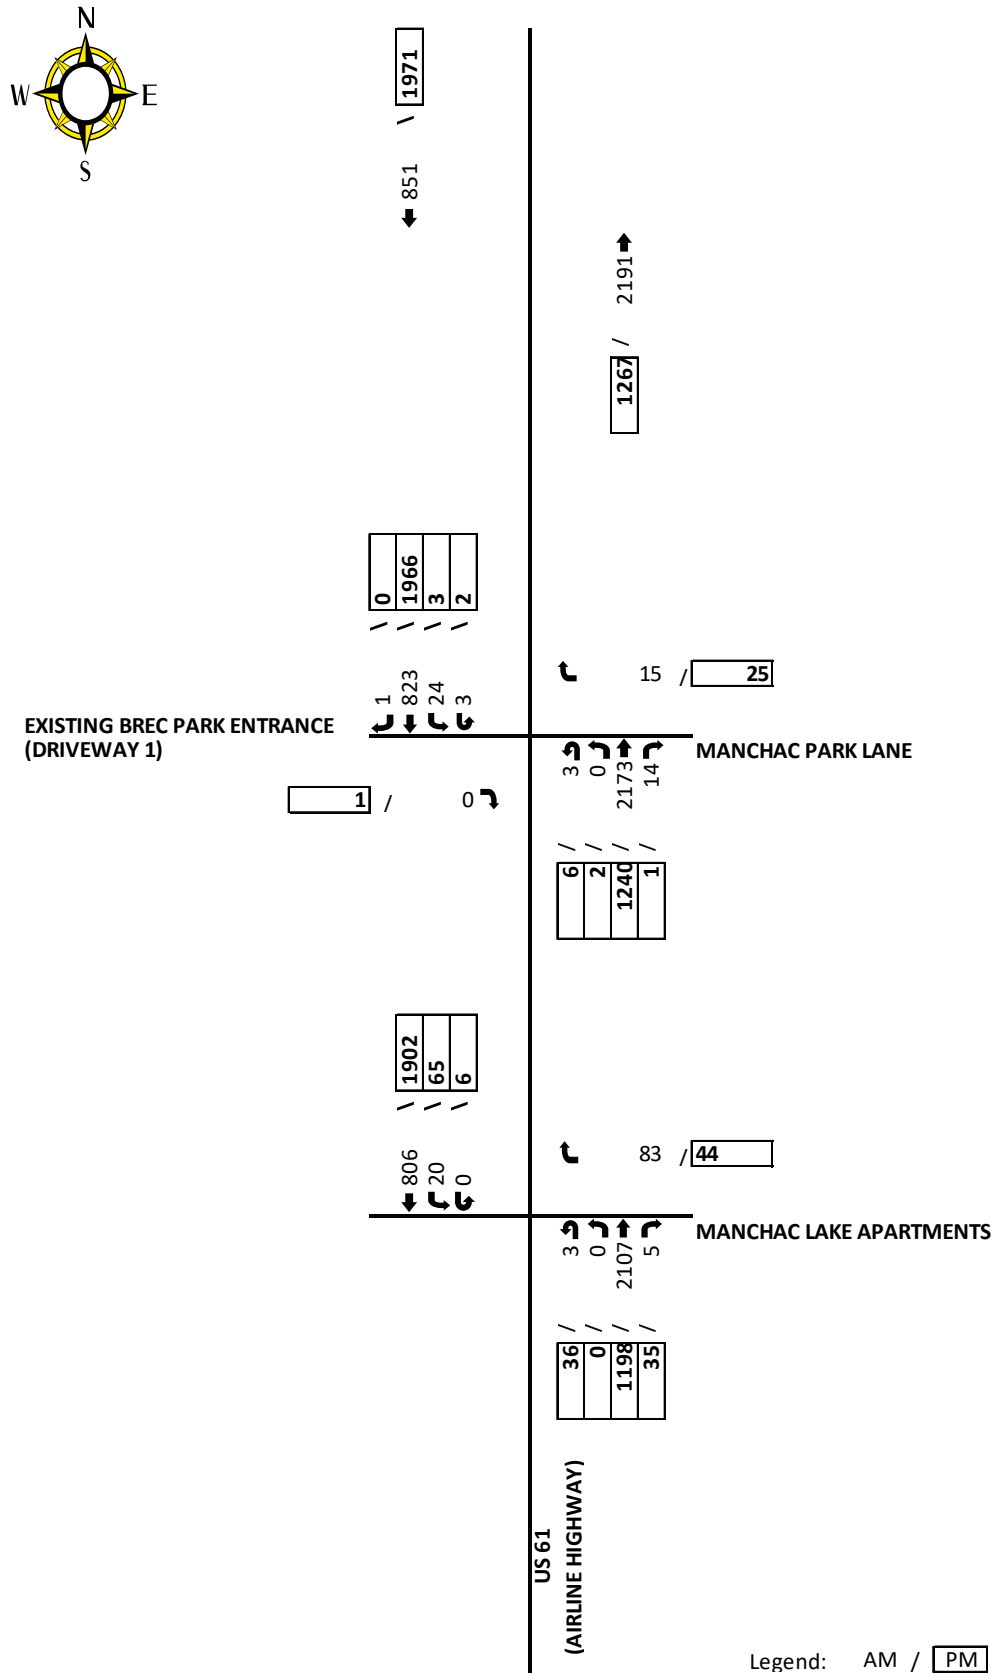 N
W E
S
1971
/
851
2191
/
1267
0 1966 3 2
/ / / /
1 823 24 3
15 / 25
EXISTING BREC PARK ENTRANCE
(DRIVEWAY 1)
MANCHAC PARK LANE
3 0 2173 14
1 / 0
/ / / /
6 2 1240 1
1902 65 6
/ / /
806 20 0
83 / 44
MANCHAC LAKE APARTMENTS
3 0 2107 5
/ / / /
36 0 1198 35
US 61
(AIRLINE HIGHWAY)
Legend: AM / PM